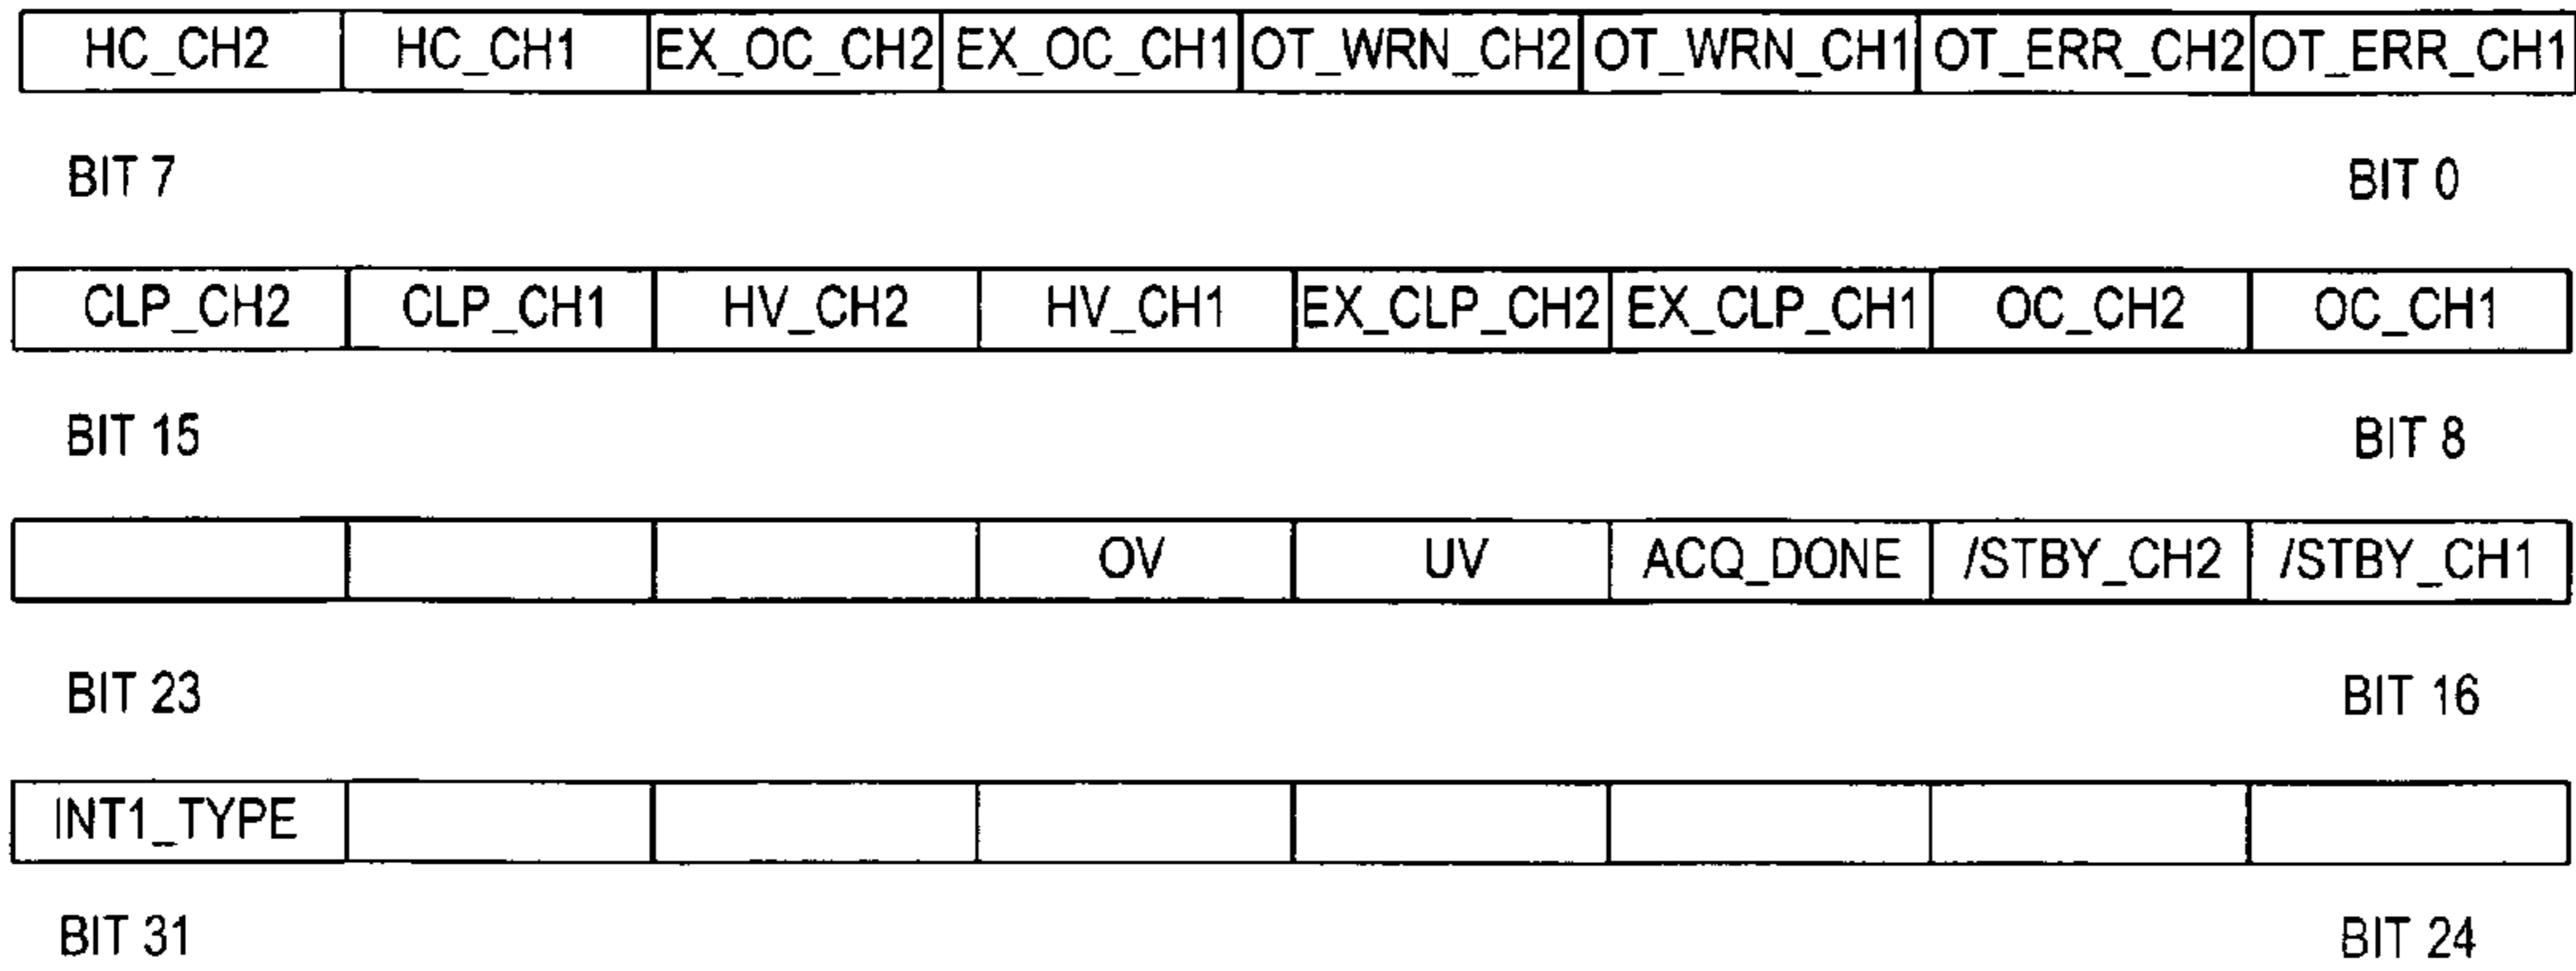 HC_CH2 HC_CH1 EX_OC_CH2 EX_OC_CH1 OT_WRN_CH2 OT_WRN_CH1 OT_ERR_CH2 OT_ERR_CH1
BIT 7 BIT 0
CLP_CH2 CLP_CH1 HV_CH2 HV_CH1 EX_CLP_CH2 EX_CLP_CH1 OC_CH2 OC_CH1
BIT 15 BIT 8
OV UV ACQ_DONE /STBY_CH2 /STBY_CH1
BIT 23 BIT 16
INT1_TYPE
BIT 31 BIT 24